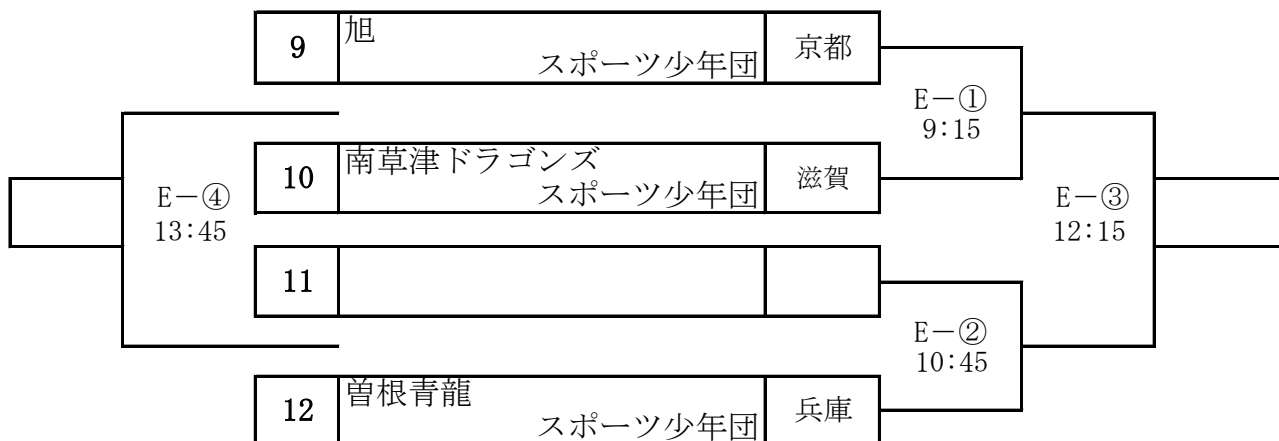 9
旭
スポーツ少年団
京都
E－①
9:15
10
南草津ドラゴンズ
スポーツ少年団
滋賀
E－④
13:45
E－③
12:15
11
E－②
10:45
12
曽根青龍
スポーツ少年団
兵庫